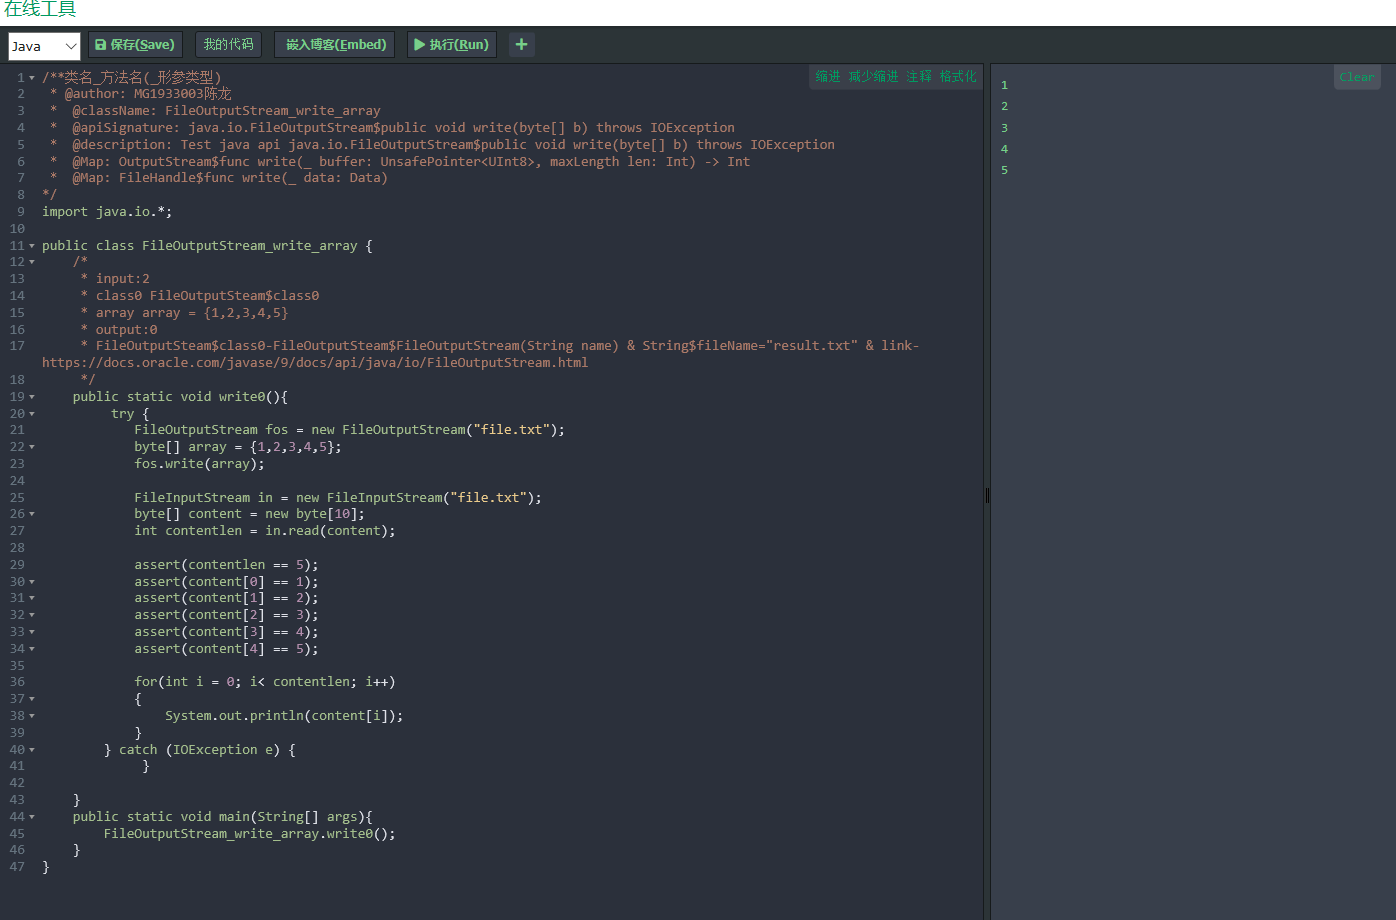 在线工具
Java 保存(Save) 我的代码 嵌入博客(Embed) 执行(Run) +
缩进 减少缩进 注释 格式化
Clear
1 /**类名_方法名(_形参类型)
2  * @author: MG1933003陈龙
3  *  @className: FileOutputStream_write_array
4  *  @apiSignature: java.io.FileOutputStream$public void write(byte[] b) throws IOException
5  *  @description: Test java api java.io.FileOutputStream$public void write(byte[] b) throws IOException
6  *  @Map: OutputStream$func write(_ buffer: UnsafePointer<UInt8>, maxLength len: Int) -> Int
7  *  @Map: FileHandle$func write(_ data: Data)
8 */
9 import java.io.*;
10
11 public class FileOutputStream_write_array {
12     /*
13      * input:2
14      * class0 FileOutputSteam$class0
15      * array array = {1,2,3,4,5}
16      * output:0
17      * FileOutputSteam$class0-FileOutputSteam$FileOutputStream(String name) & String$fileName="result.txt" & link-
https://docs.oracle.com/javase/9/docs/api/java/io/FileOutputStream.html
18      */
19     public static void write0(){
20          try {
21             FileOutputStream fos = new FileOutputStream("file.txt");
22             byte[] array = {1,2,3,4,5};
23             fos.write(array);
24
25             FileInputStream in = new FileInputStream("file.txt");
26             byte[] content = new byte[10];
27             int contentlen = in.read(content);
28
29             assert(contentlen == 5);
30             assert(content[0] == 1);
31             assert(content[1] == 2);
32             assert(content[2] == 3);
33             assert(content[3] == 4);
34             assert(content[4] == 5);
35
36             for(int i = 0; i< contentlen; i++)
37             {
38                 System.out.println(content[i]);
39             }
40         } catch (IOException e) {
41              }
42
43     }
44     public static void main(String[] args){
45         FileOutputStream_write_array.write0();
46     }
47 }
1
2
3
4
5